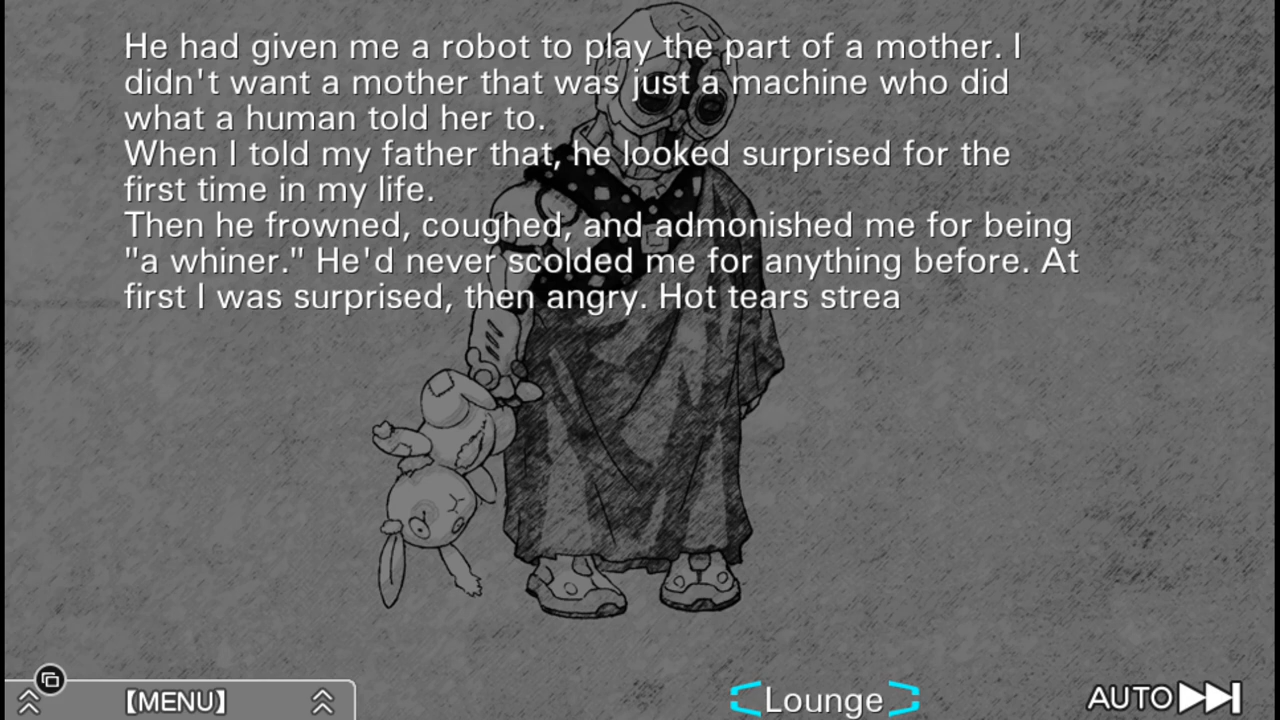 He had given me a robot to play the part of a mother. I
didn't want a mother that was just a machine who did
what a human told her to.
When I told my father that, he looked surprised for the
first time in my life.
Then he frowned, coughed, and admonished me for being
"a whiner." He'd never scolded me for anything before. At
first I was surprised, then angry. Hot tears strea
【MENU】
Lounge
AUTO